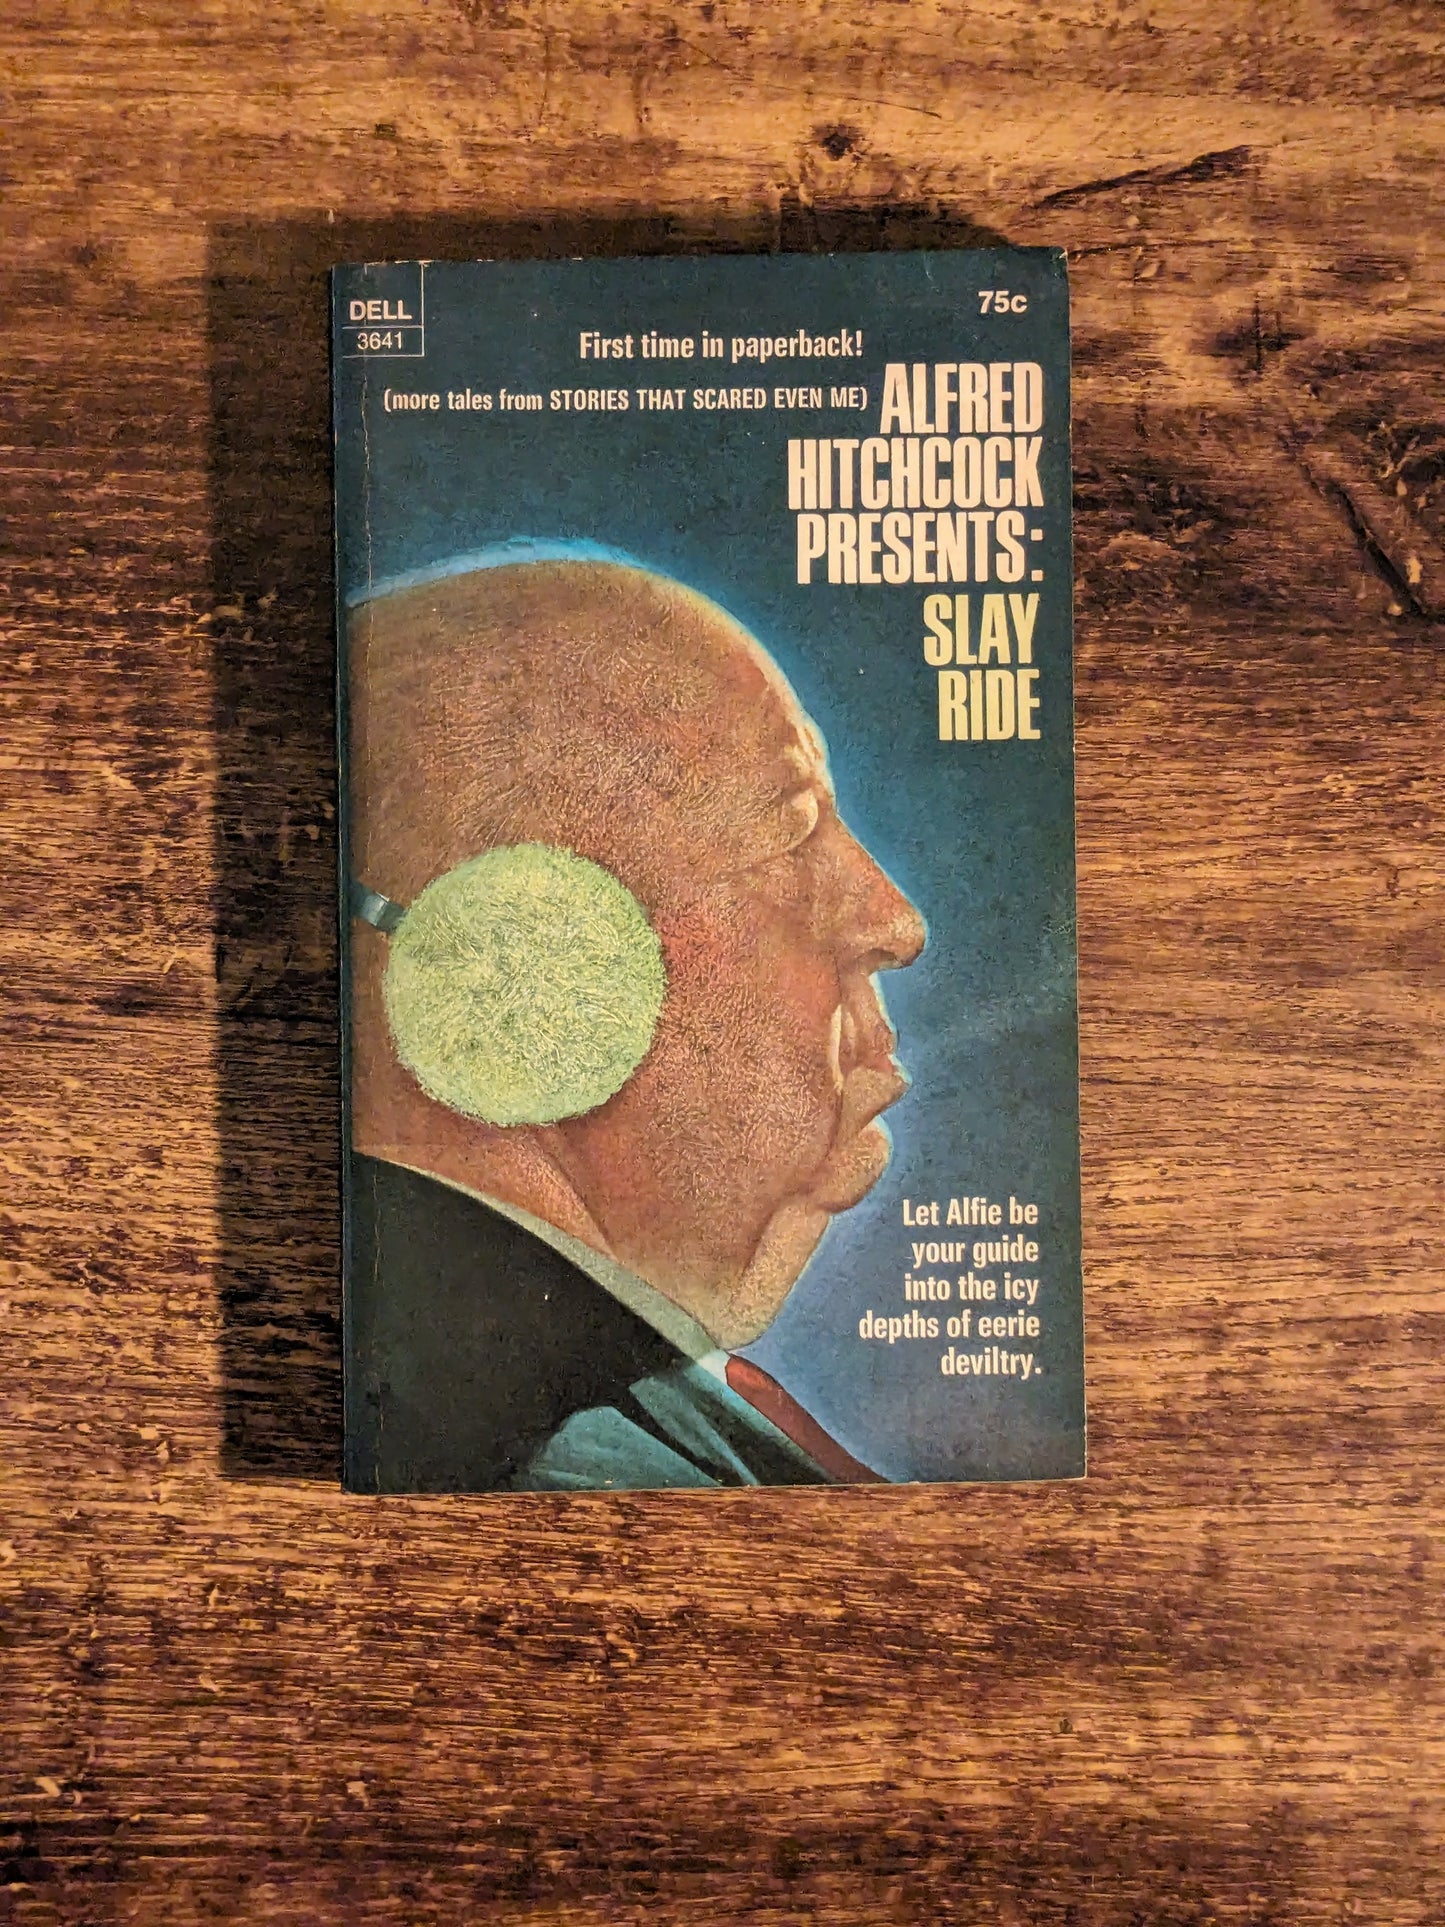 DELL
3641
75c
First time in paperback!
(more tales from STORIES THAT SCARED EVEN ME)
ALFRED
HITCHCOCK
PRESENTS:
SLAY
RIDE
Let Alfie be
your guide
into the icy
depths of eerie
deviltry.